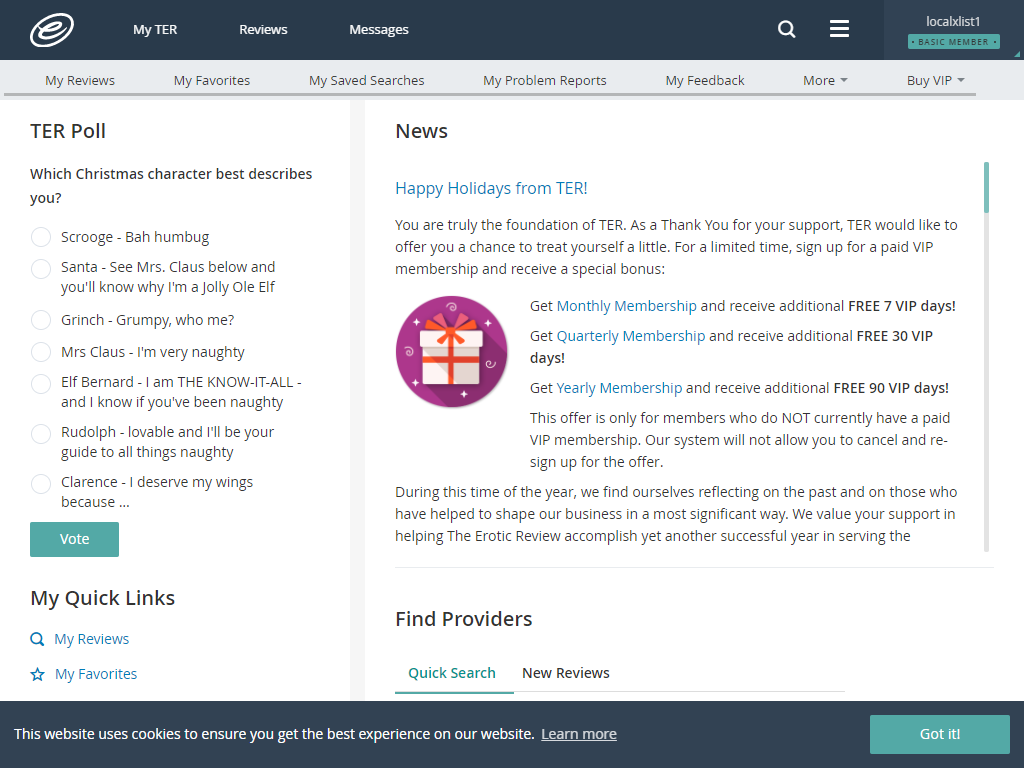 My TER
Reviews
Messages
localxlist1
• BASIC MEMBER •
My Reviews
My Favorites
My Saved Searches
My Problem Reports
My Feedback
More
Buy VIP
TER Poll
Which Christmas character best describes
you?
Scrooge - Bah humbug
Santa - See Mrs. Claus below and
you'll know why I'm a Jolly Ole Elf
Grinch - Grumpy, who me?
Mrs Claus - I'm very naughty
Elf Bernard - I am THE KNOW-IT-ALL -
and I know if you've been naughty
Rudolph - lovable and I'll be your
guide to all things naughty
Clarence - I deserve my wings
because ...
Vote
My Quick Links
My Reviews
My Favorites
News
Happy Holidays from TER!
You are truly the foundation of TER. As a Thank You for your support, TER would like to
offer you a chance to treat yourself a little. For a limited time, sign up for a paid VIP
membership and receive a special bonus:
Get Monthly Membership and receive additional FREE 7 VIP days!
Get Quarterly Membership and receive additional FREE 30 VIP
days!
Get Yearly Membership and receive additional FREE 90 VIP days!
This offer is only for members who do NOT currently have a paid
VIP membership. Our system will not allow you to cancel and re-
sign up for the offer.
During this time of the year, we find ourselves reflecting on the past and on those who
have helped to shape our business in a most significant way. We value your support in
helping The Erotic Review accomplish yet another successful year in serving the
Find Providers
Quick Search
New Reviews
This website uses cookies to ensure you get the best experience on our website. Learn more
Got it!